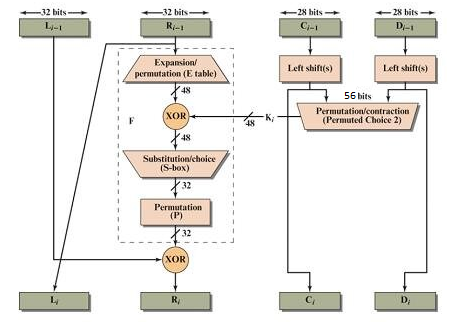 32 bits
32 bits
28 bits
28 bits
Lᵢ₋₁
Rᵢ₋₁
Cᵢ₋₁
Dᵢ₋₁
Expansion/
permutation (E table)
Left shift(s)
Left shift(s)
48
56 bits
F
XOR
48
Kᵢ
Permutation/contraction
(Permuted Choice 2)
48
Substitution/choice
(S-box)
32
Permutation
(P)
32
XOR
Lᵢ
Rᵢ
Cᵢ
Dᵢ